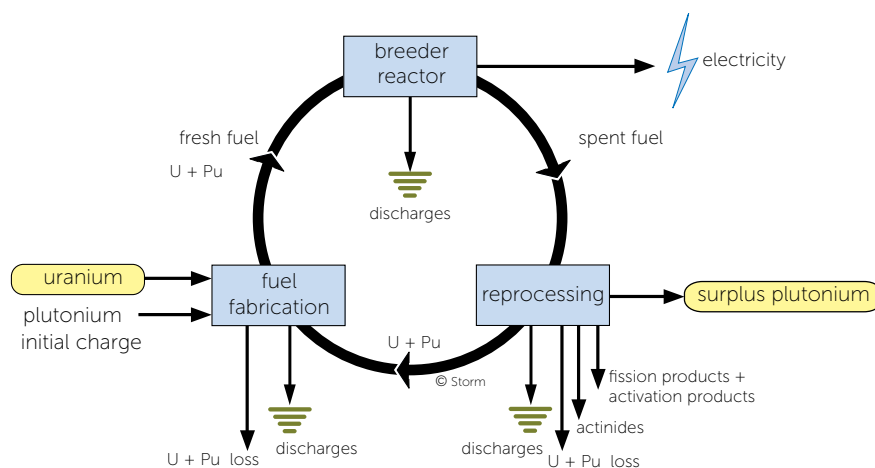 breeder
reactor
electricity
fresh fuel
U + Pu
spent fuel
discharges
uranium
plutonium
initial charge
fuel
fabrication
reprocessing
surplus plutonium
U + Pu
© Storm
fission products +
activation products
actinides
discharges
U + Pu loss
discharges
U + Pu loss